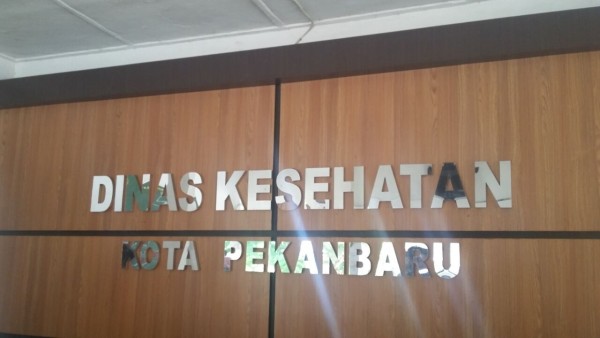 DINAS KESEHATAN
KOTA PEKANBARU